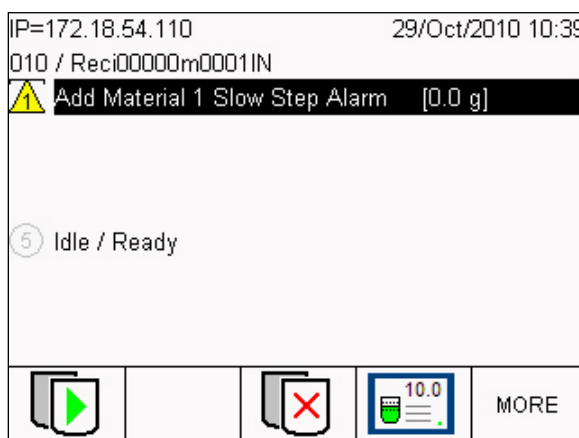 IP=172.18.54.110 29/Oct/2010 10:39
010 / Reci00000m0001IN
1 Add Material 1 Slow Step Alarm [0.0 g]
5 Idle / Ready
10.0 MORE